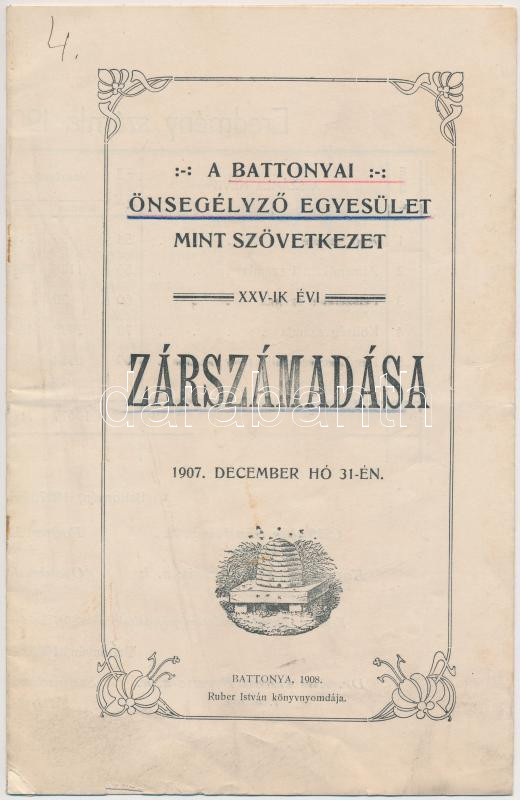 4.
:-: A BATTONYAI :-:
ÖNSEGÉLYZŐ EGYESÜLET
MINT SZÖVETKEZET
XXV-IK ÉVI
ZÁRSZÁMADÁSA
darabanth
1907. DECEMBER HÓ 31-ÉN.
BATTONYA, 1908.
Ruber István könyvnyomdája.